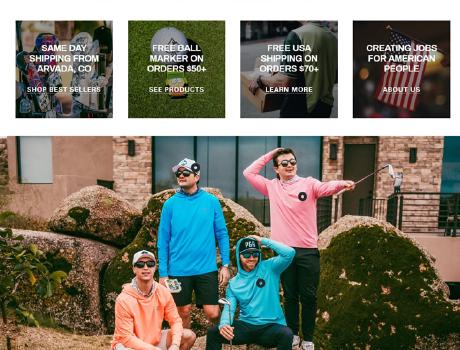 SAME DAY
SHIPPING FROM
ARVADA, CO
SHOP BEST SELLERS
FREE BALL
MARKER ON
ORDERS $50+
SEE PRODUCTS
FREE USA
SHIPPING ON
ORDERS $70+
LEARN MORE
CREATING JOBS
FOR AMERICAN
PEOPLE
ABOUT US